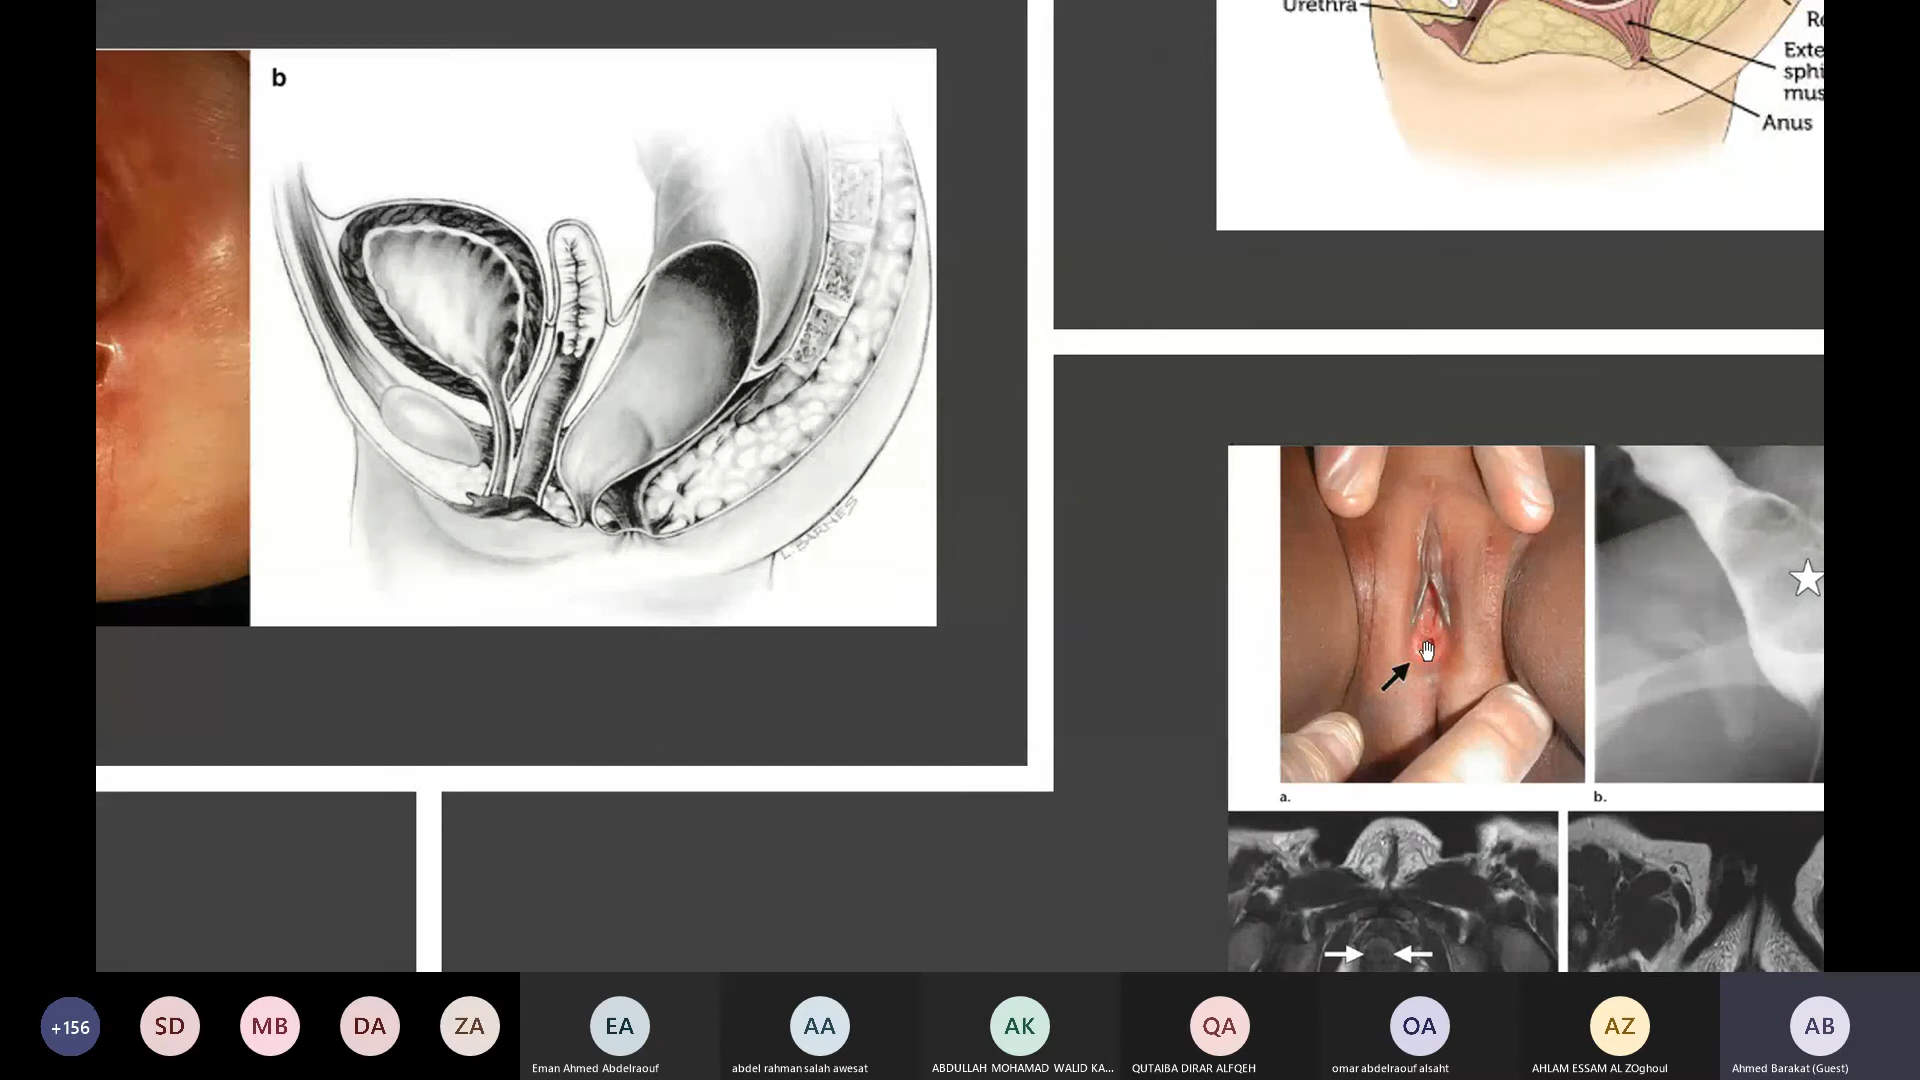 b
L. BARNES
Urethra
Exte
sphi
mus
Anus
a.
b.
+156
SD
MB
DA
ZA
EA
AA
AK
QA
OA
AZ
AB
Eman Ahmed Abdelraouf
abdel rahman salah awesat
ABDULLAH MOHAMAD WALID KA...
QUTAIBA DIRAR ALFQEH
omar abdelraouf alsaht
AHLAM ESSAM AL ZOghoul
Ahmed Barakat (Guest)